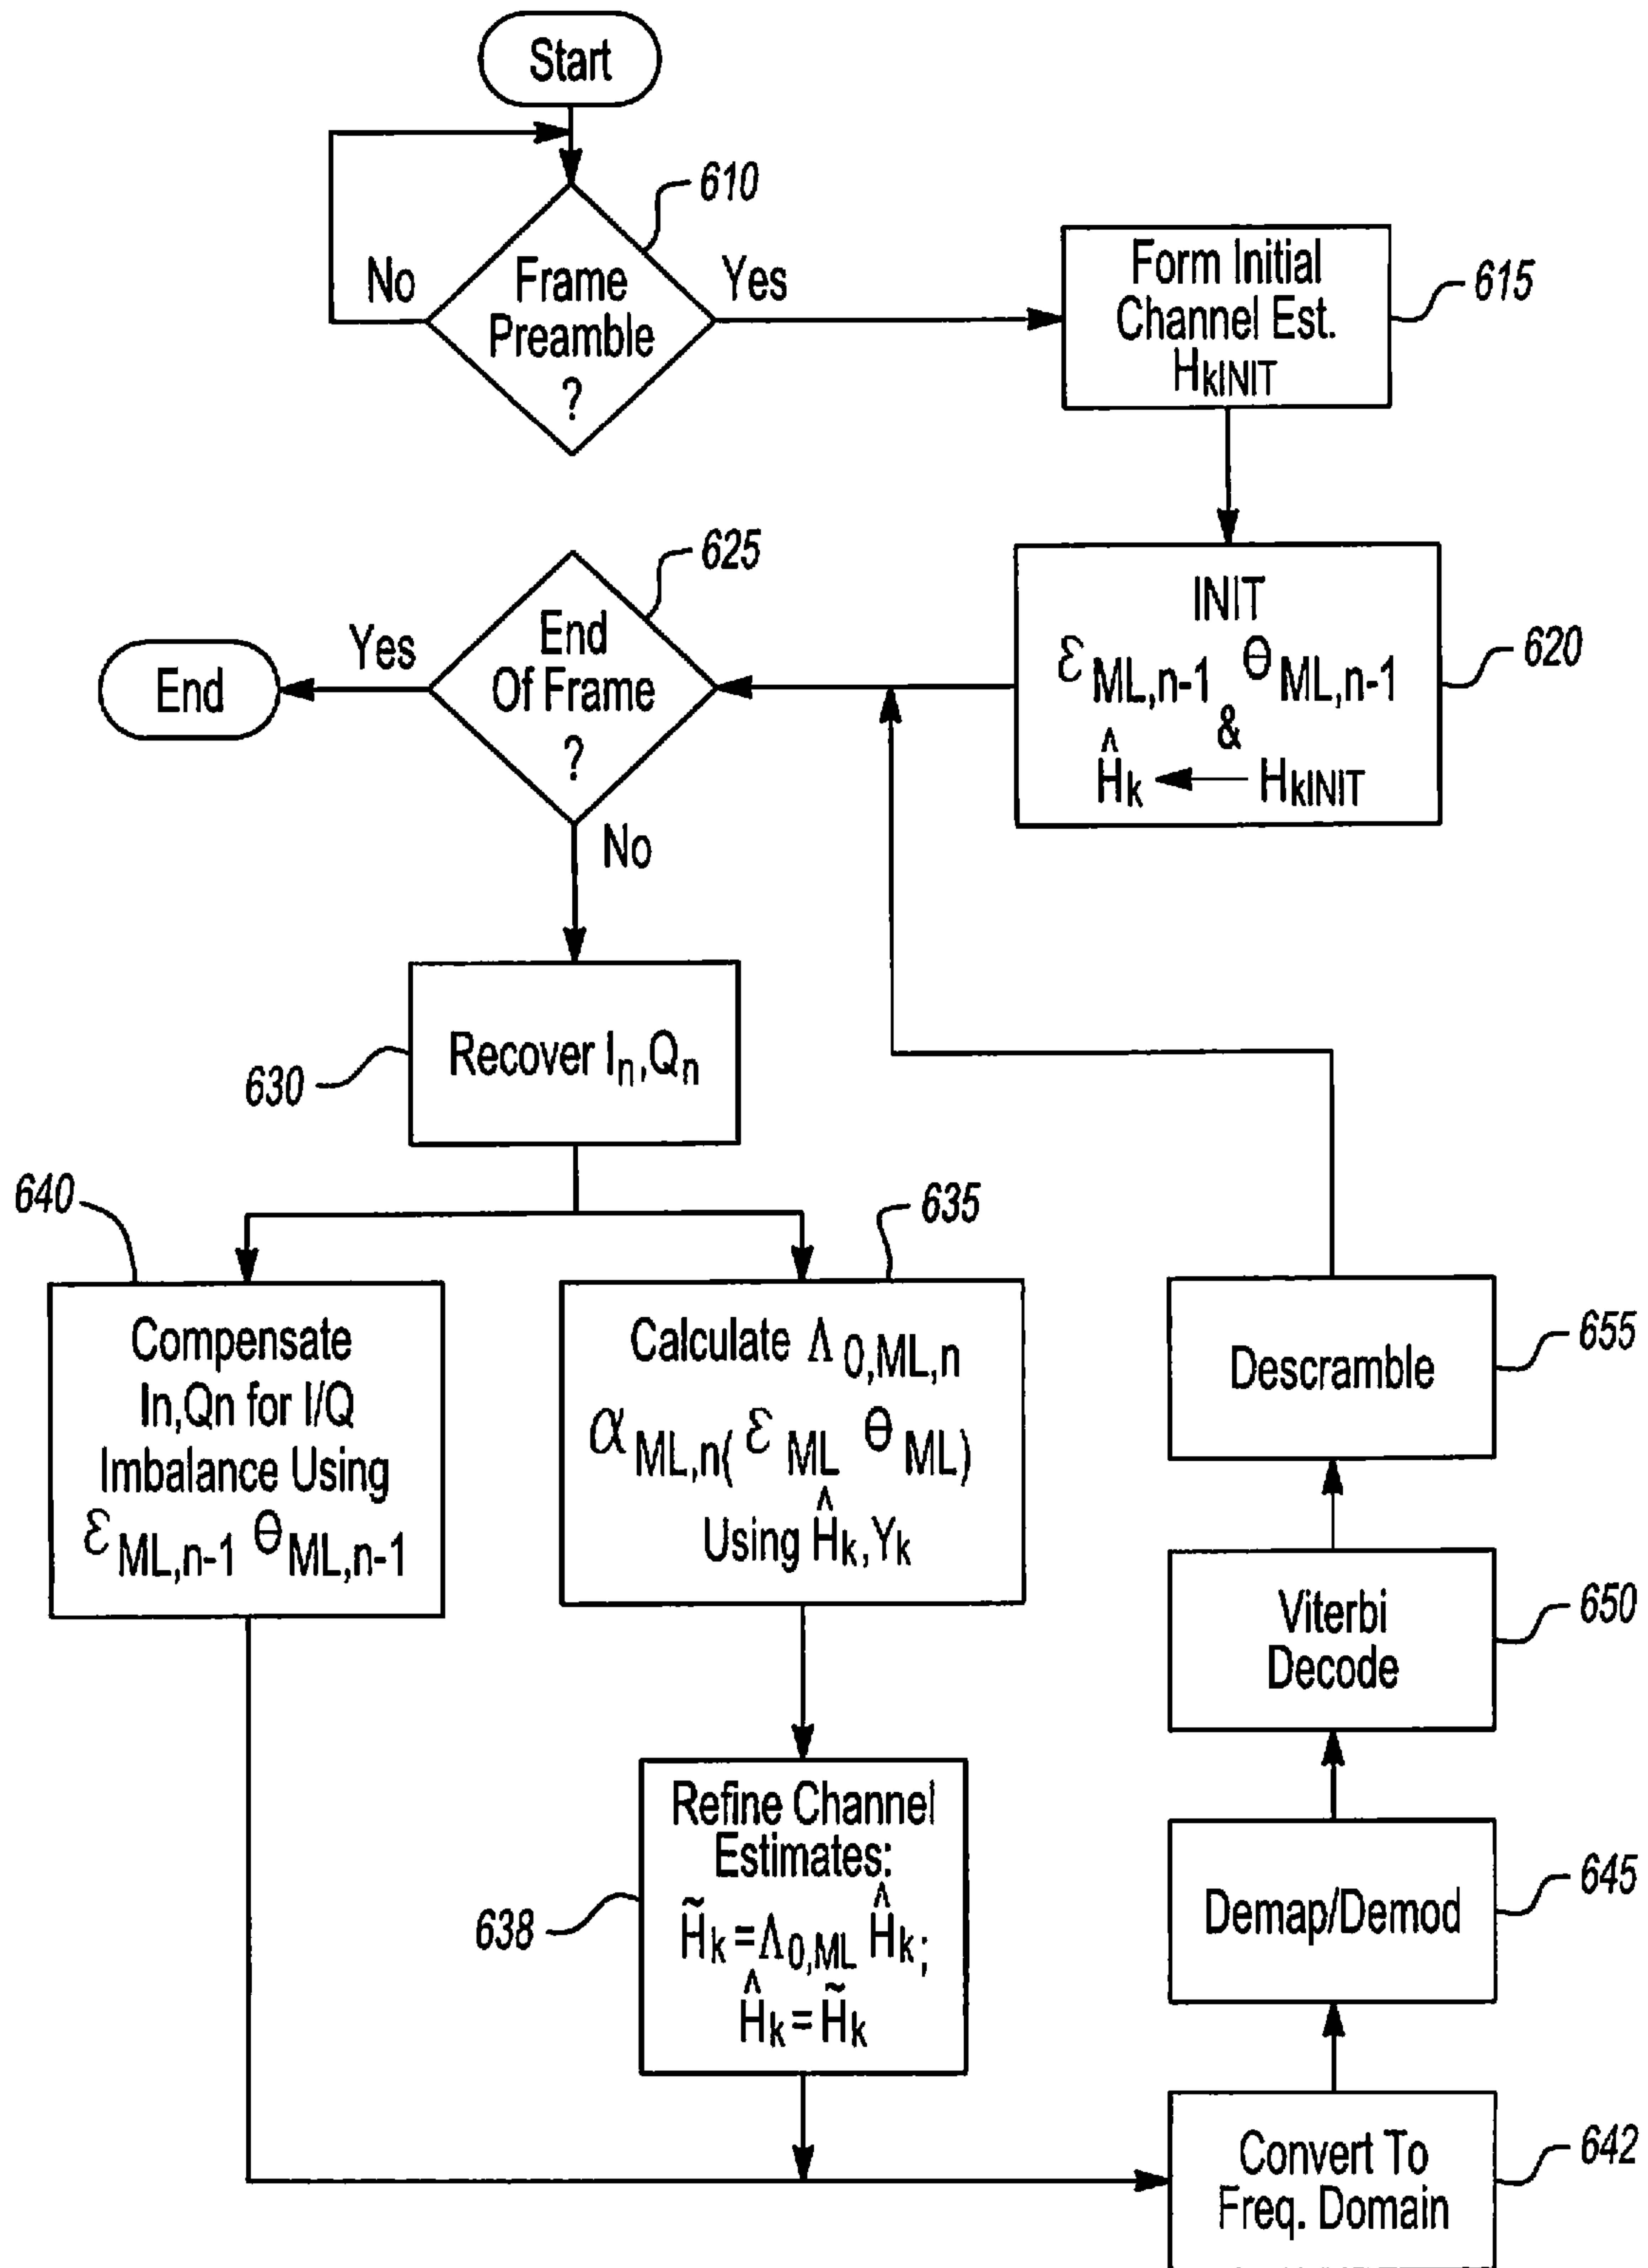 Start
610
No
Frame
Preamble
?
Yes
Form Initial
Channel Est.
HkINIT
615
625
Yes
End
End
Of Frame
?
No
INIT
ε ML,n-1 θ ML,n-1
&
Ĥk ← HkINIT
620
Recover In,Qn
630
640
Compensate
In,Qn for I/Q
Imbalance Using
ε ML,n-1 θ ML,n-1
635
Calculate Λ 0,ML,n
α ML,n( ε ML θ ML)
Using Ĥk,Yk
Refine Channel
Estimates:
H̃k=Λ0,ML Ĥk;
Ĥk=H̃k
638
Descramble
655
Viterbi
Decode
650
Demap/Demod
645
Convert To
Freq. Domain
642